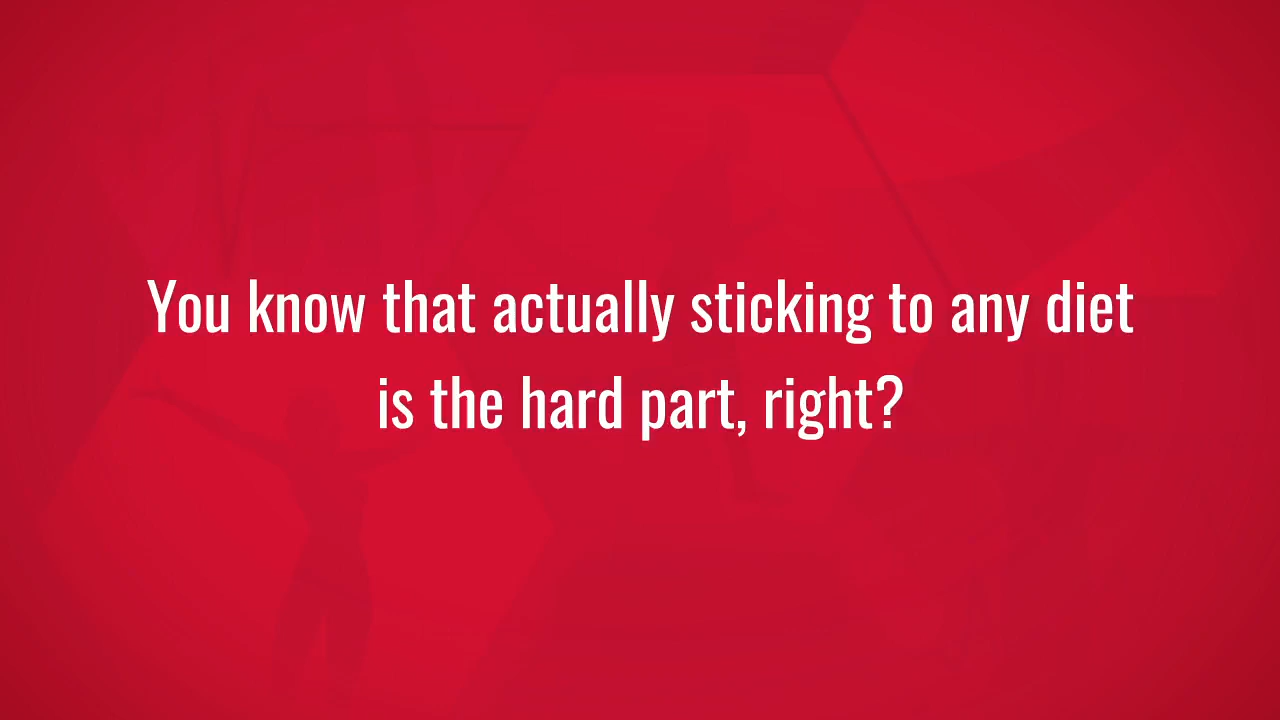 You know that actually sticking to any diet
is the hard part, right?